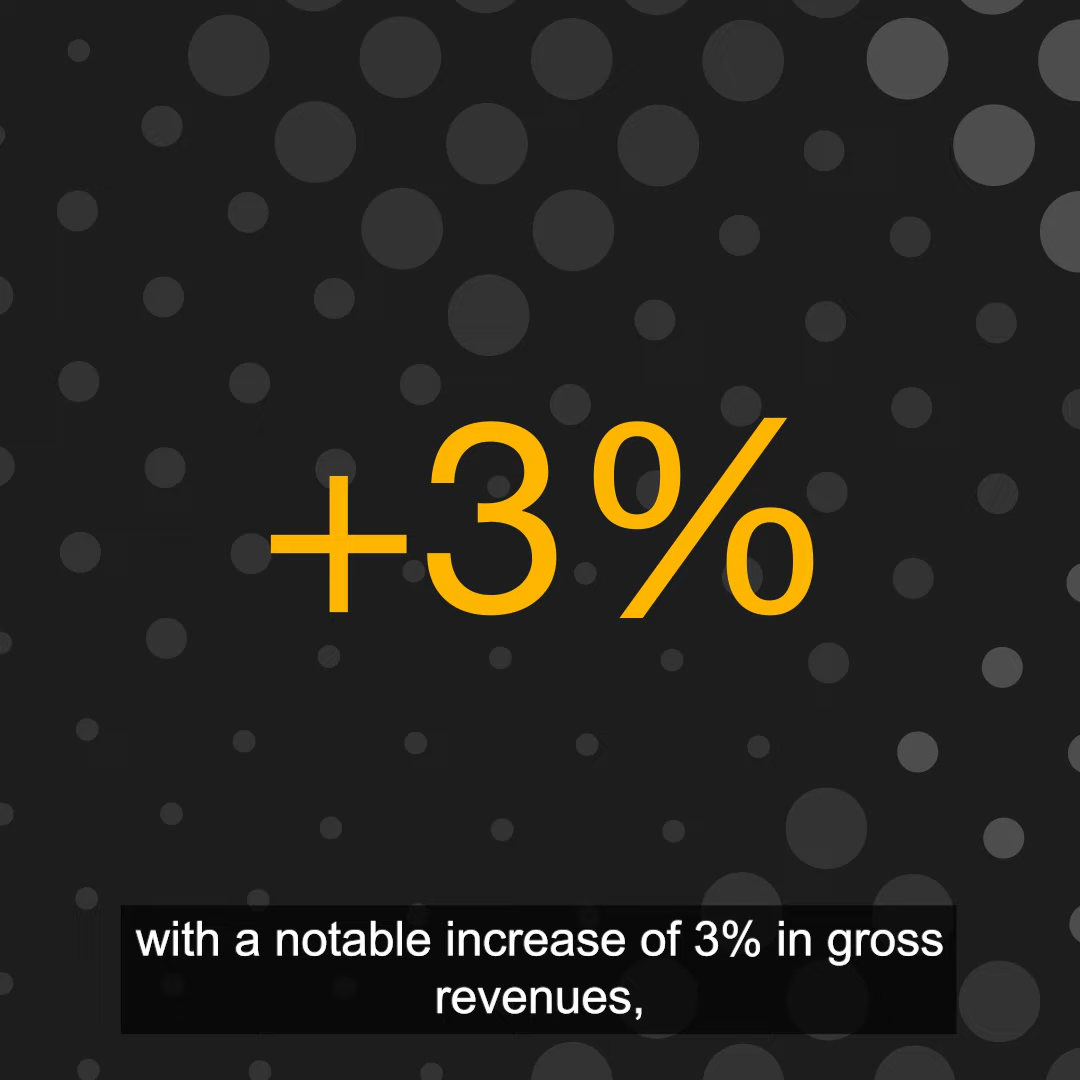 +3%
with a notable increase of 3% in gross
revenues,